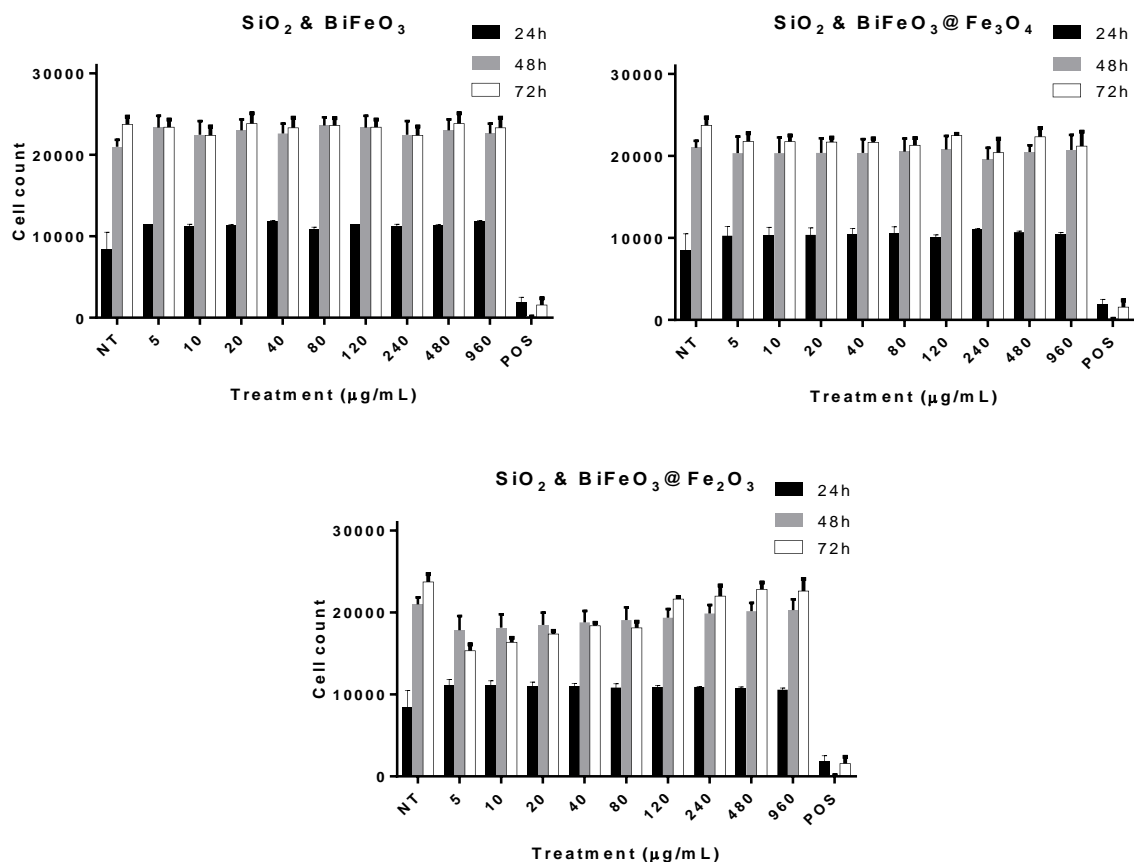 SiO₂ & BiFeO₃
24h
48h
72h
30000
20000
10000
0
Cell count
NT 5 10 20 40 80 120 240 480 960 POS
Treatment (μg/mL)
SiO₂ & BiFeO₃@Fe₃O₄
24h
48h
72h
30000
20000
10000
0
NT 5 10 20 40 80 120 240 480 960 POS
Treatment (μg/mL)
SiO₂ & BiFeO₃@Fe₂O₃
24h
48h
72h
30000
20000
10000
0
Cell count
NT 5 10 20 40 80 120 240 480 960 POS
Treatment (μg/mL)